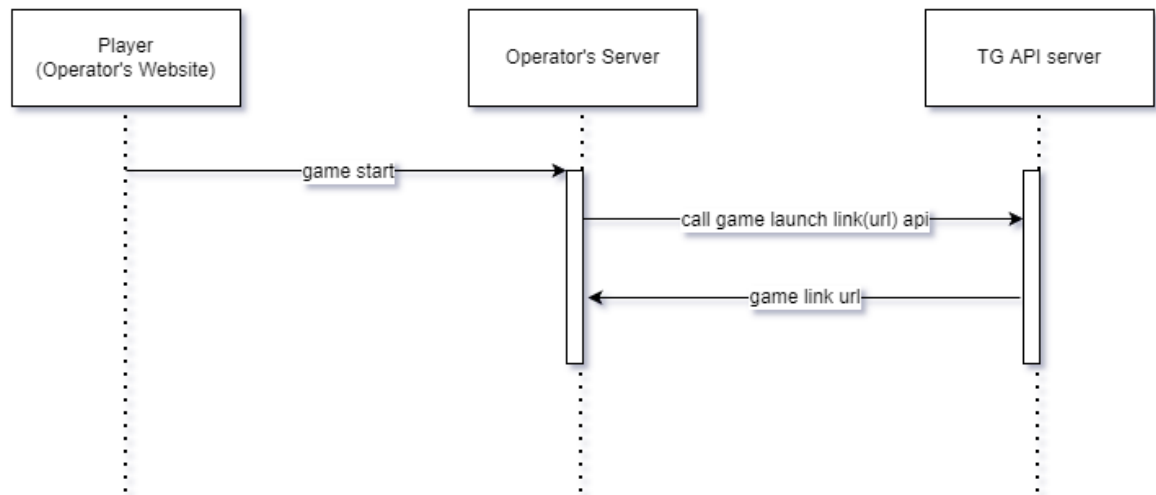 Player
(Operator's Website)
Operator's Server
TG API server
game start
call game launch link(url) api
game link url